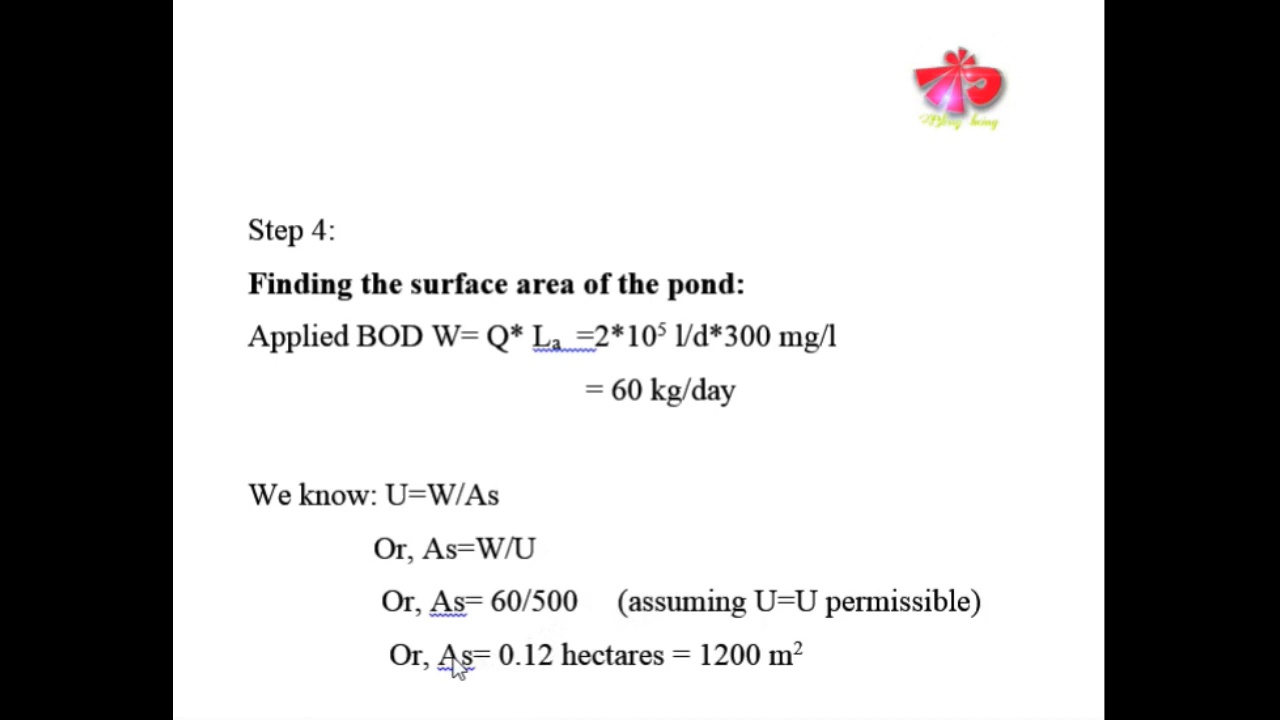 Step 4:
Finding the surface area of the pond:
Applied BOD W= Q* Lₐ =2*10⁵ l/d*300 mg/l
= 60 kg/day
We know: U=W/As
Or, As=W/U
Or, As= 60/500 (assuming U=U permissible)
Or, As= 0.12 hectares = 1200 m²